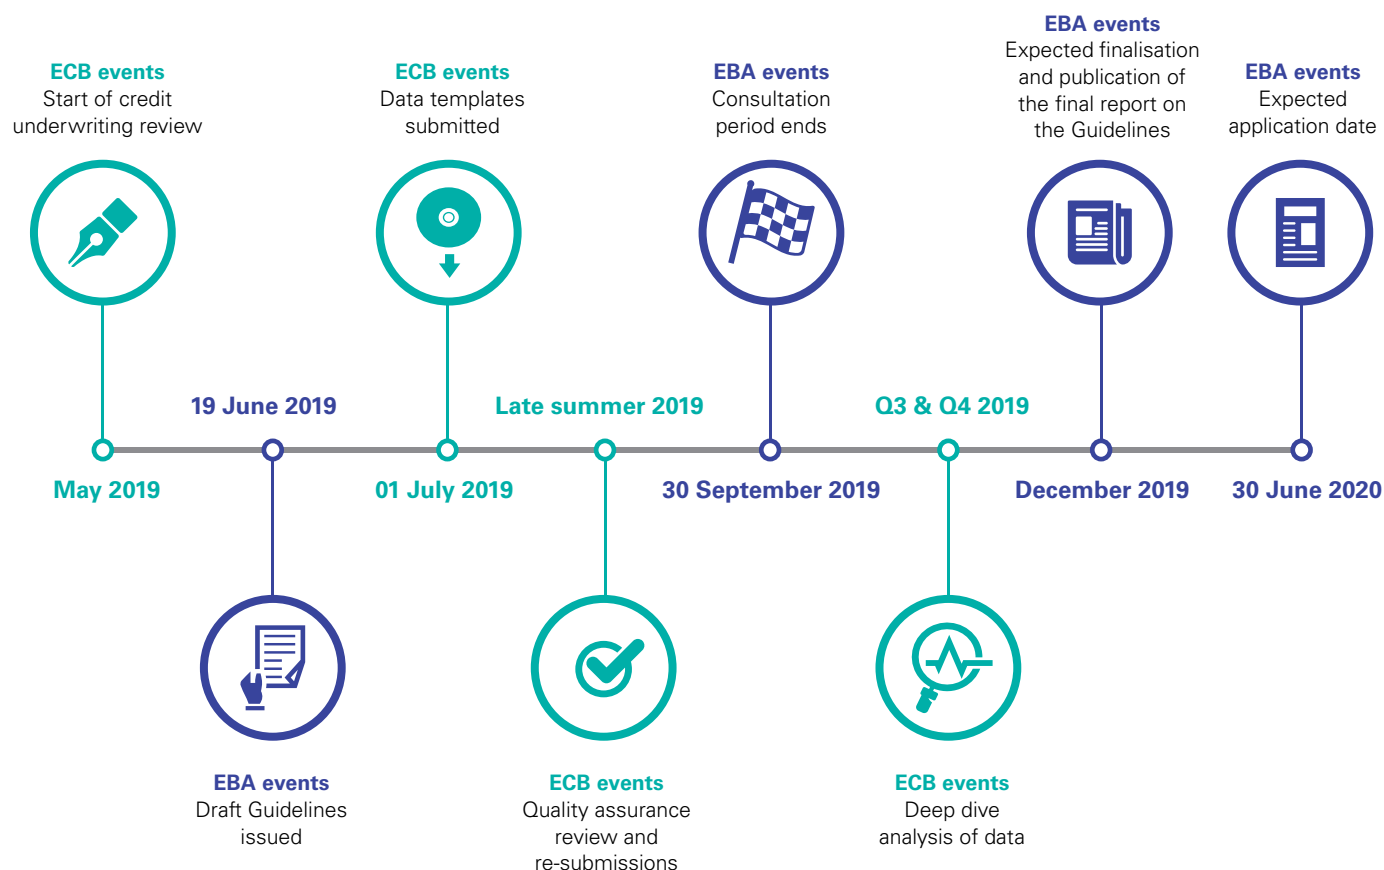 ECB events
Start of credit
underwriting review
ECB events
Data templates
submitted
EBA events
Consultation
period ends
EBA events
Expected finalisation
and publication of
the final report on
the Guidelines
EBA events
Expected
application date
19 June 2019
Late summer 2019
Q3 & Q4 2019
May 2019
01 July 2019
30 September 2019
December 2019
30 June 2020
EBA events
Draft Guidelines
issued
ECB events
Quality assurance
review and
re-submissions
ECB events
Deep dive
analysis of data